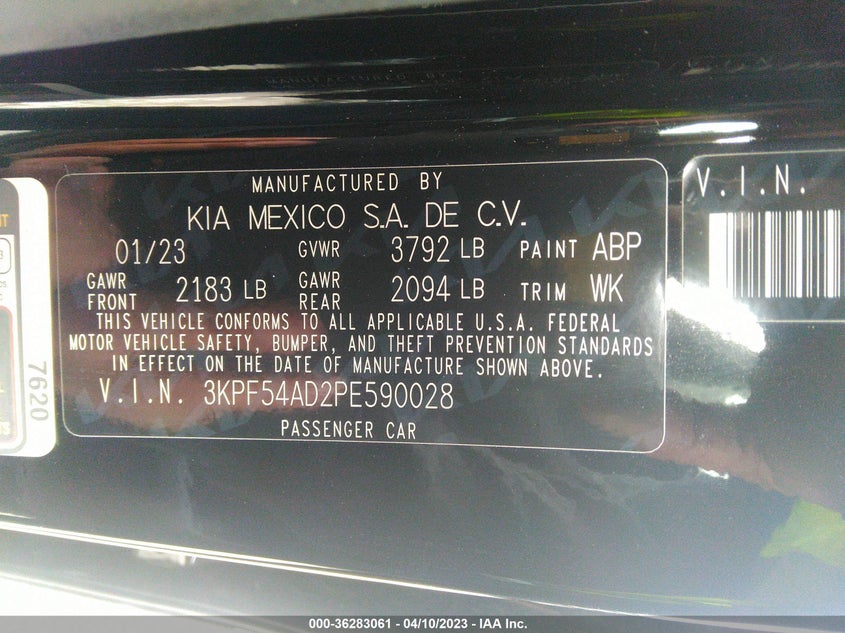 MANUFACTURED BY
KIA MEXICO S.A. DE C.V.
01/23 GVWR 3792 LB PAINT ABP
GAWR FRONT 2183 LB GAWR REAR 2094 LB TRIM WK
THIS VEHICLE CONFORMS TO ALL APPLICABLE U.S.A. FEDERAL
MOTOR VEHICLE SAFETY, BUMPER, AND THEFT PREVENTION STANDARDS
IN EFFECT ON THE DATE OF MANUFACTURE SHOWN ABOVE.
V.I.N. 3KPF54AD2PE590028
PASSENGER CAR
V.I.N.
7620
000-36283061 - 04/10/2023 - IAA Inc.